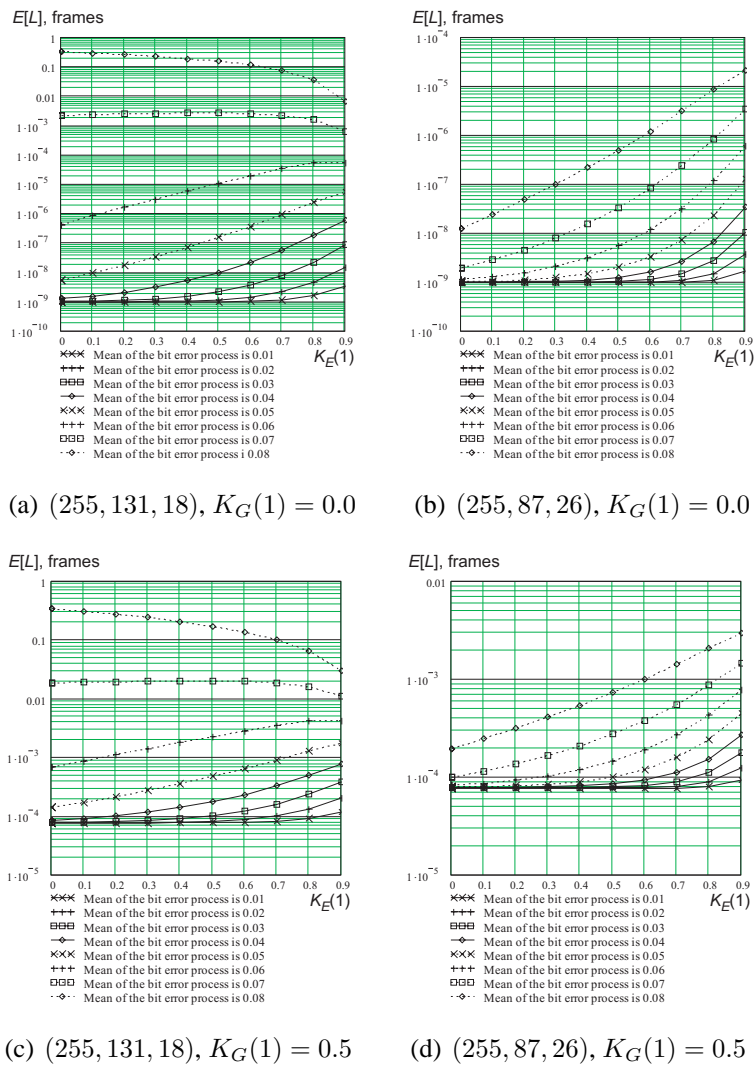 E[L], frames
1
0.1
0.01
1·10⁻³
1·10⁻⁴
1·10⁻⁵
1·10⁻⁶
1·10⁻⁷
1·10⁻⁸
1·10⁻⁹
1·10⁻¹⁰
0 0.1 0.2 0.3 0.4 0.5 0.6 0.7 0.8 0.9
K_E(1)
Mean of the bit error process is 0.01
Mean of the bit error process is 0.02
Mean of the bit error process is 0.03
Mean of the bit error process is 0.04
Mean of the bit error process is 0.05
Mean of the bit error process is 0.06
Mean of the bit error process is 0.07
Mean of the bit error process i 0.08
(a) (255, 131, 18), K_G(1) = 0.0
E[L], frames
1·10⁻⁴
1·10⁻⁵
1·10⁻⁶
1·10⁻⁷
1·10⁻⁸
1·10⁻⁹
1·10⁻¹⁰
0 0.1 0.2 0.3 0.4 0.5 0.6 0.7 0.8 0.9
K_E(1)
Mean of the bit error process is 0.01
Mean of the bit error process is 0.02
Mean of the bit error process is 0.03
Mean of the bit error process is 0.04
Mean of the bit error process is 0.05
Mean of the bit error process is 0.06
Mean of the bit error process is 0.07
Mean of the bit error process is 0.08
(b) (255, 87, 26), K_G(1) = 0.0
E[L], frames
1
0.1
0.01
1·10⁻³
1·10⁻⁴
1·10⁻⁵
0 0.1 0.2 0.3 0.4 0.5 0.6 0.7 0.8 0.9
K_E(1)
Mean of the bit error process is 0.01
Mean of the bit error process is 0.02
Mean of the bit error process is 0.03
Mean of the bit error process is 0.04
Mean of the bit error process is 0.05
Mean of the bit error process is 0.06
Mean of the bit error process is 0.07
Mean of the bit error process is 0.08
(c) (255, 131, 18), K_G(1) = 0.5
E[L], frames
0.01
1·10⁻³
1·10⁻⁴
1·10⁻⁵
0 0.1 0.2 0.3 0.4 0.5 0.6 0.7 0.8 0.9
K_E(1)
Mean of the bit error process is 0.01
Mean of the bit error process is 0.02
Mean of the bit error process is 0.03
Mean of the bit error process is 0.04
Mean of the bit error process is 0.05
Mean of the bit error process is 0.06
Mean of the bit error process is 0.07
Mean of the bit error process is 0.08
(d) (255, 87, 26), K_G(1) = 0.5